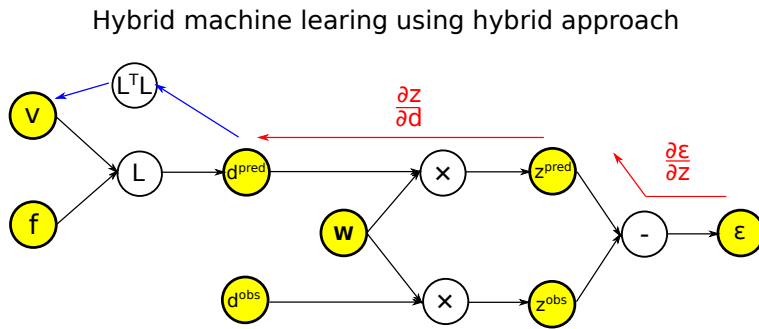 Hybrid machine learing using hybrid approach
LᵀL
∂z
∂d
∂ε
∂z
v
L
dᵖʳᵉᵈ
×
zᵖʳᵉᵈ
f
w
-
ε
dᵒᵇˢ
×
zᵒᵇˢ